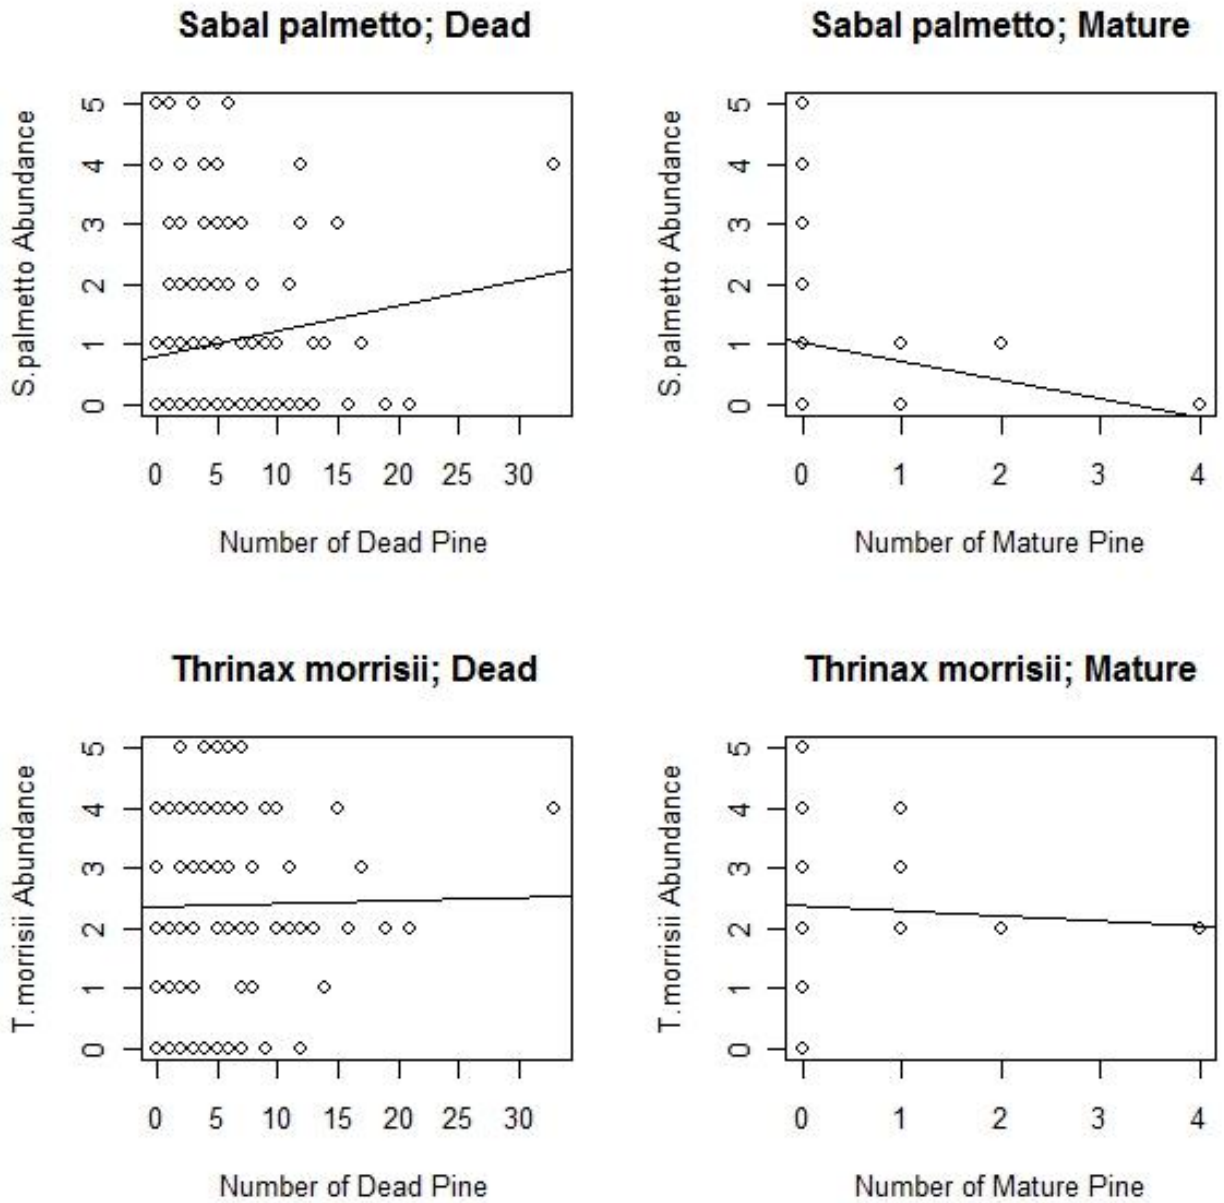 Sabal palmetto; Dead
S.palmetto Abundance
5
4
3
2
1
0
0 5 10 15 20 25 30
Number of Dead Pine
Sabal palmetto; Mature
S.palmetto Abundance
5
4
3
2
1
0
0 1 2 3 4
Number of Mature Pine
Thrinax morrisii; Dead
T.morrisii Abundance
5
4
3
2
1
0
0 5 10 15 20 25 30
Number of Dead Pine
Thrinax morrisii; Mature
T.morrisii Abundance
5
4
3
2
1
0
0 1 2 3 4
Number of Mature Pine